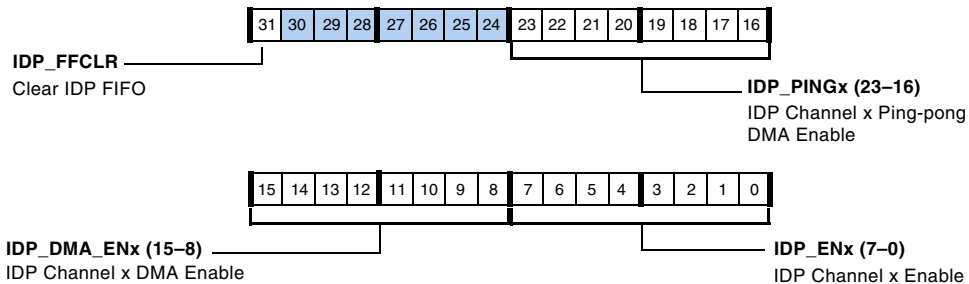 31 30 29 28 27 26 25 24 23 22 21 20 19 18 17 16
IDP_FFCLR
Clear IDP FIFO
IDP_PINGx (23–16)
IDP Channel x Ping-pong
DMA Enable
15 14 13 12 11 10 9 8 7 6 5 4 3 2 1 0
IDP_DMA_ENx (15–8)
IDP Channel x DMA Enable
IDP_ENx (7–0)
IDP Channel x Enable